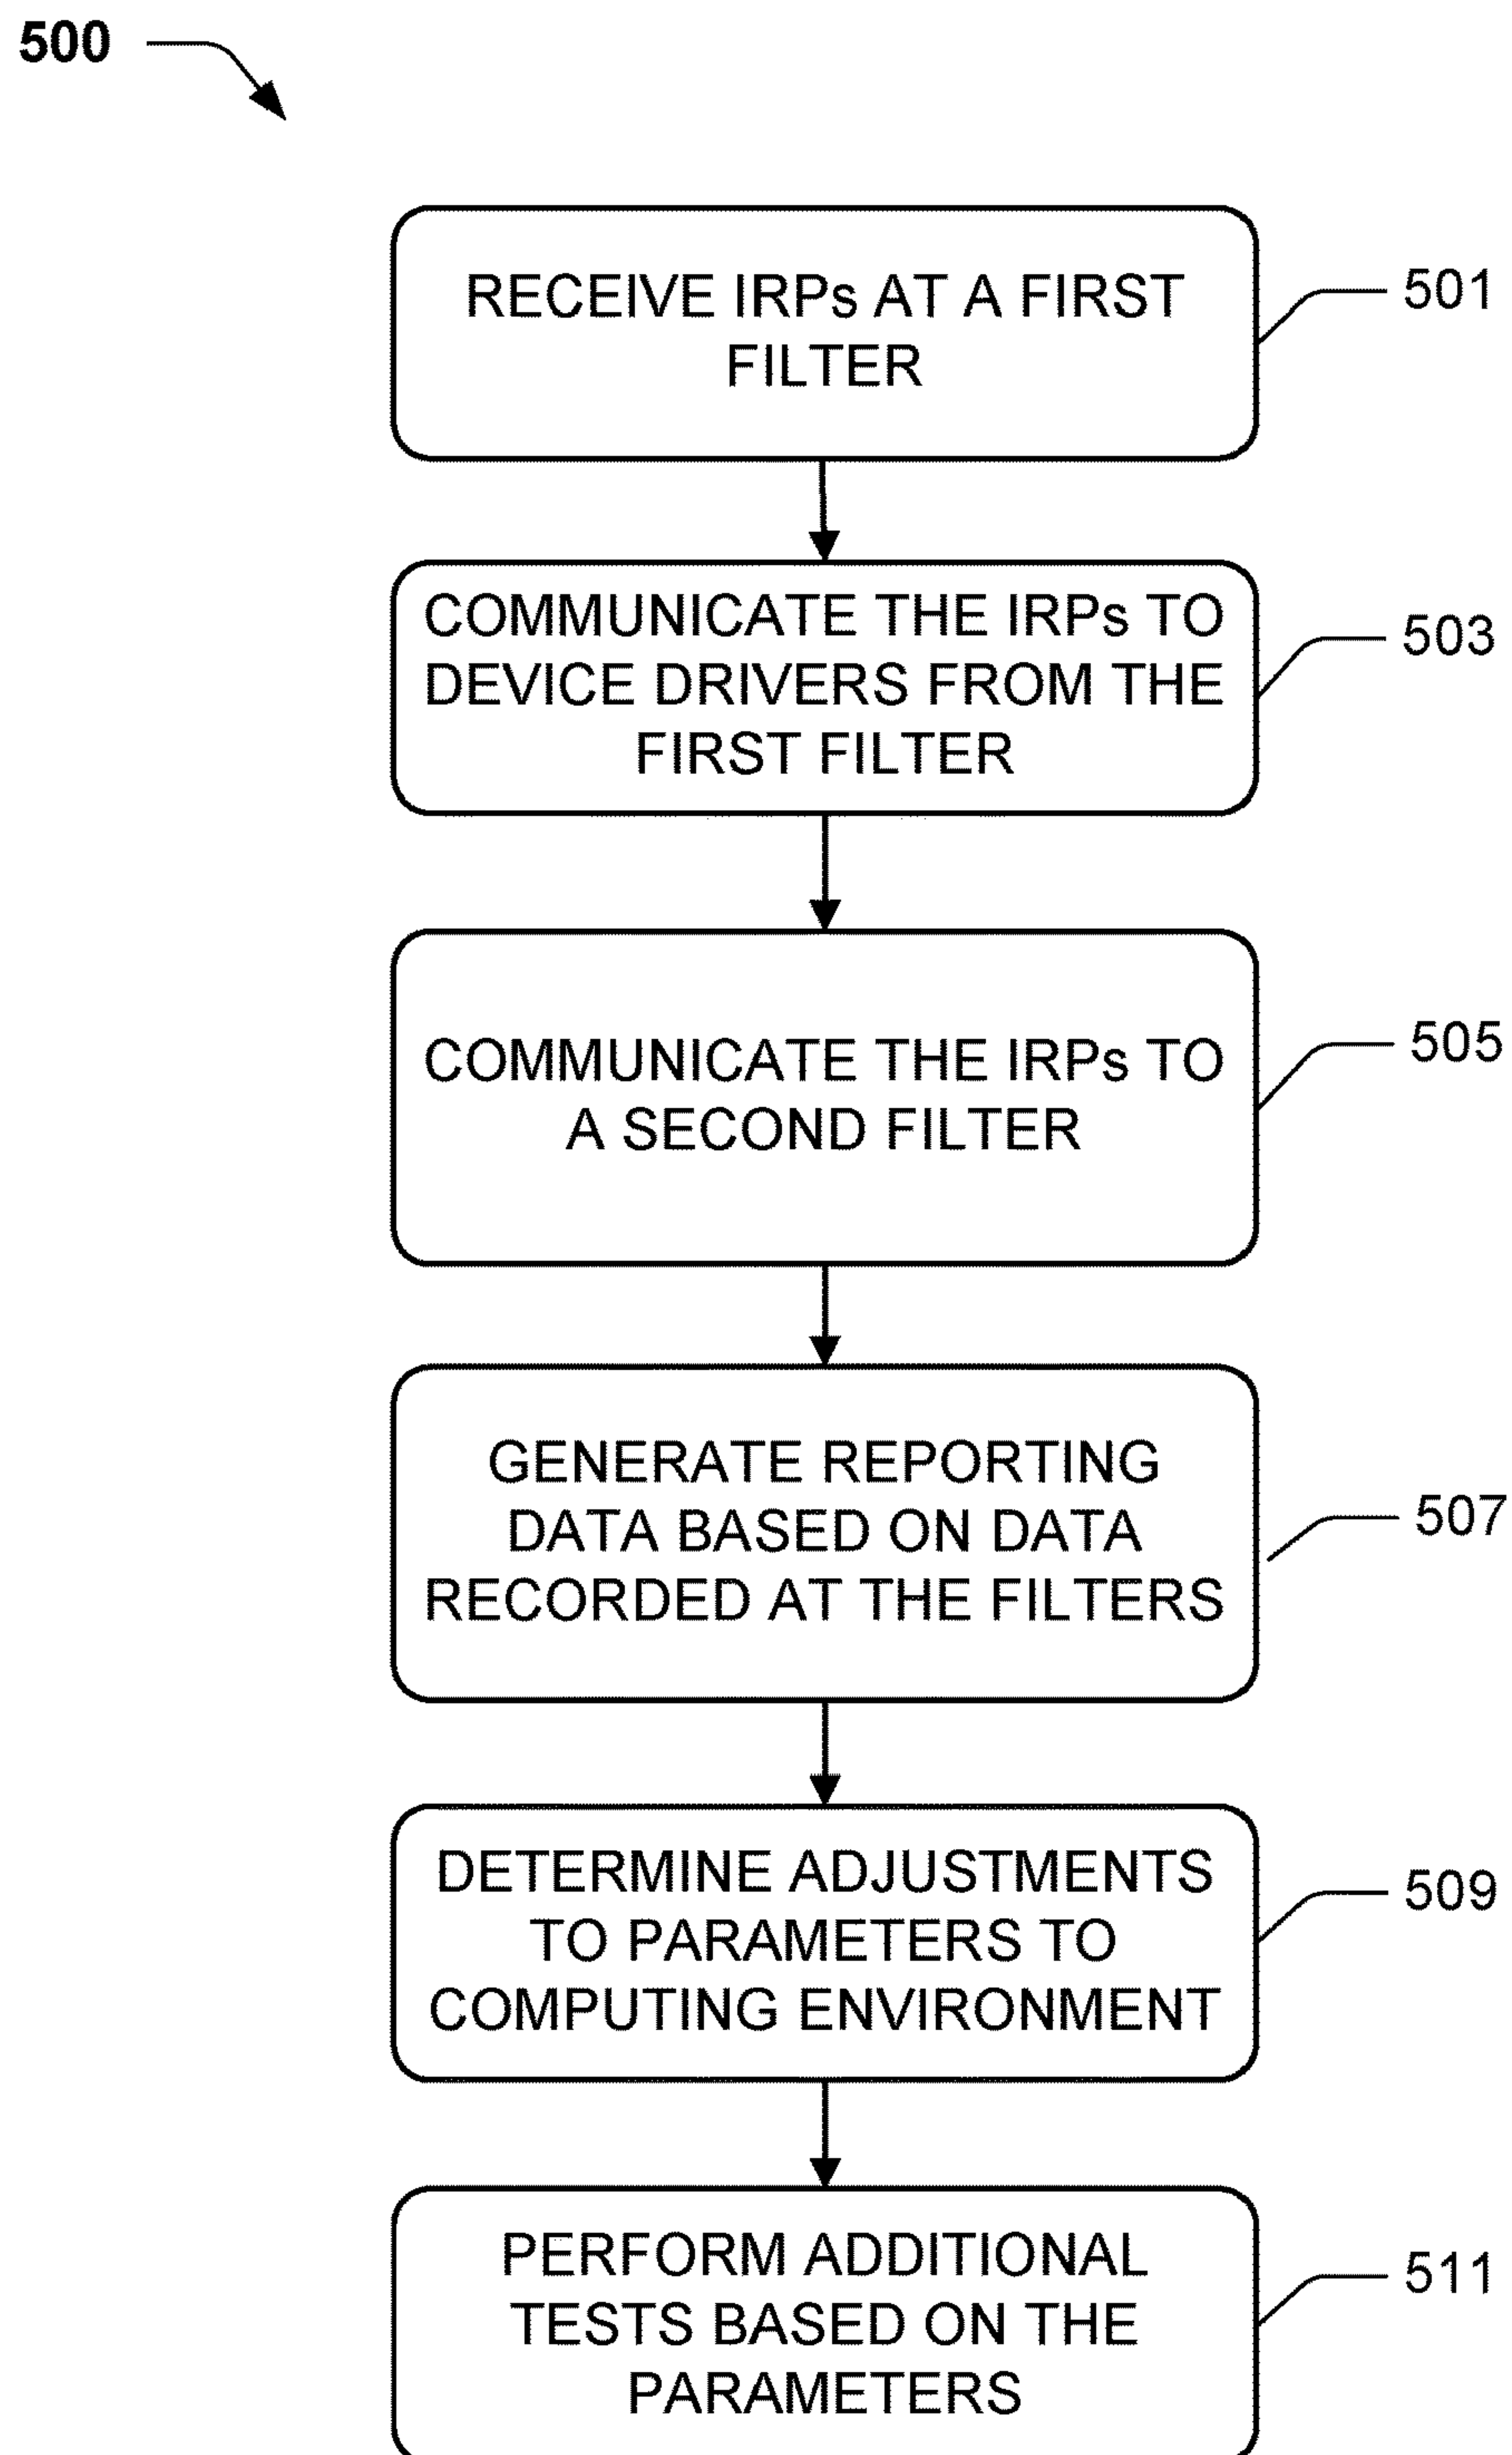 500
RECEIVE IRPs AT A FIRST
FILTER
501
COMMUNICATE THE IRPs TO
DEVICE DRIVERS FROM THE
FIRST FILTER
503
COMMUNICATE THE IRPs TO
A SECOND FILTER
505
GENERATE REPORTING
DATA BASED ON DATA
RECORDED AT THE FILTERS
507
DETERMINE ADJUSTMENTS
TO PARAMETERS TO
COMPUTING ENVIRONMENT
509
PERFORM ADDITIONAL
TESTS BASED ON THE
PARAMETERS
511